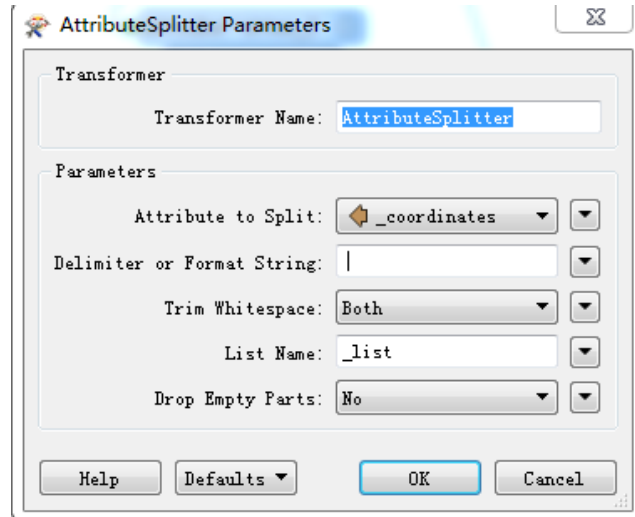 AttributeSplitter Parameters
Transformer
Transformer Name: AttributeSplitter
Parameters
Attribute to Split: _coordinates
Delimiter or Format String: |
Trim Whitespace: Both
List Name: _list
Drop Empty Parts: No
Help Defaults OK Cancel